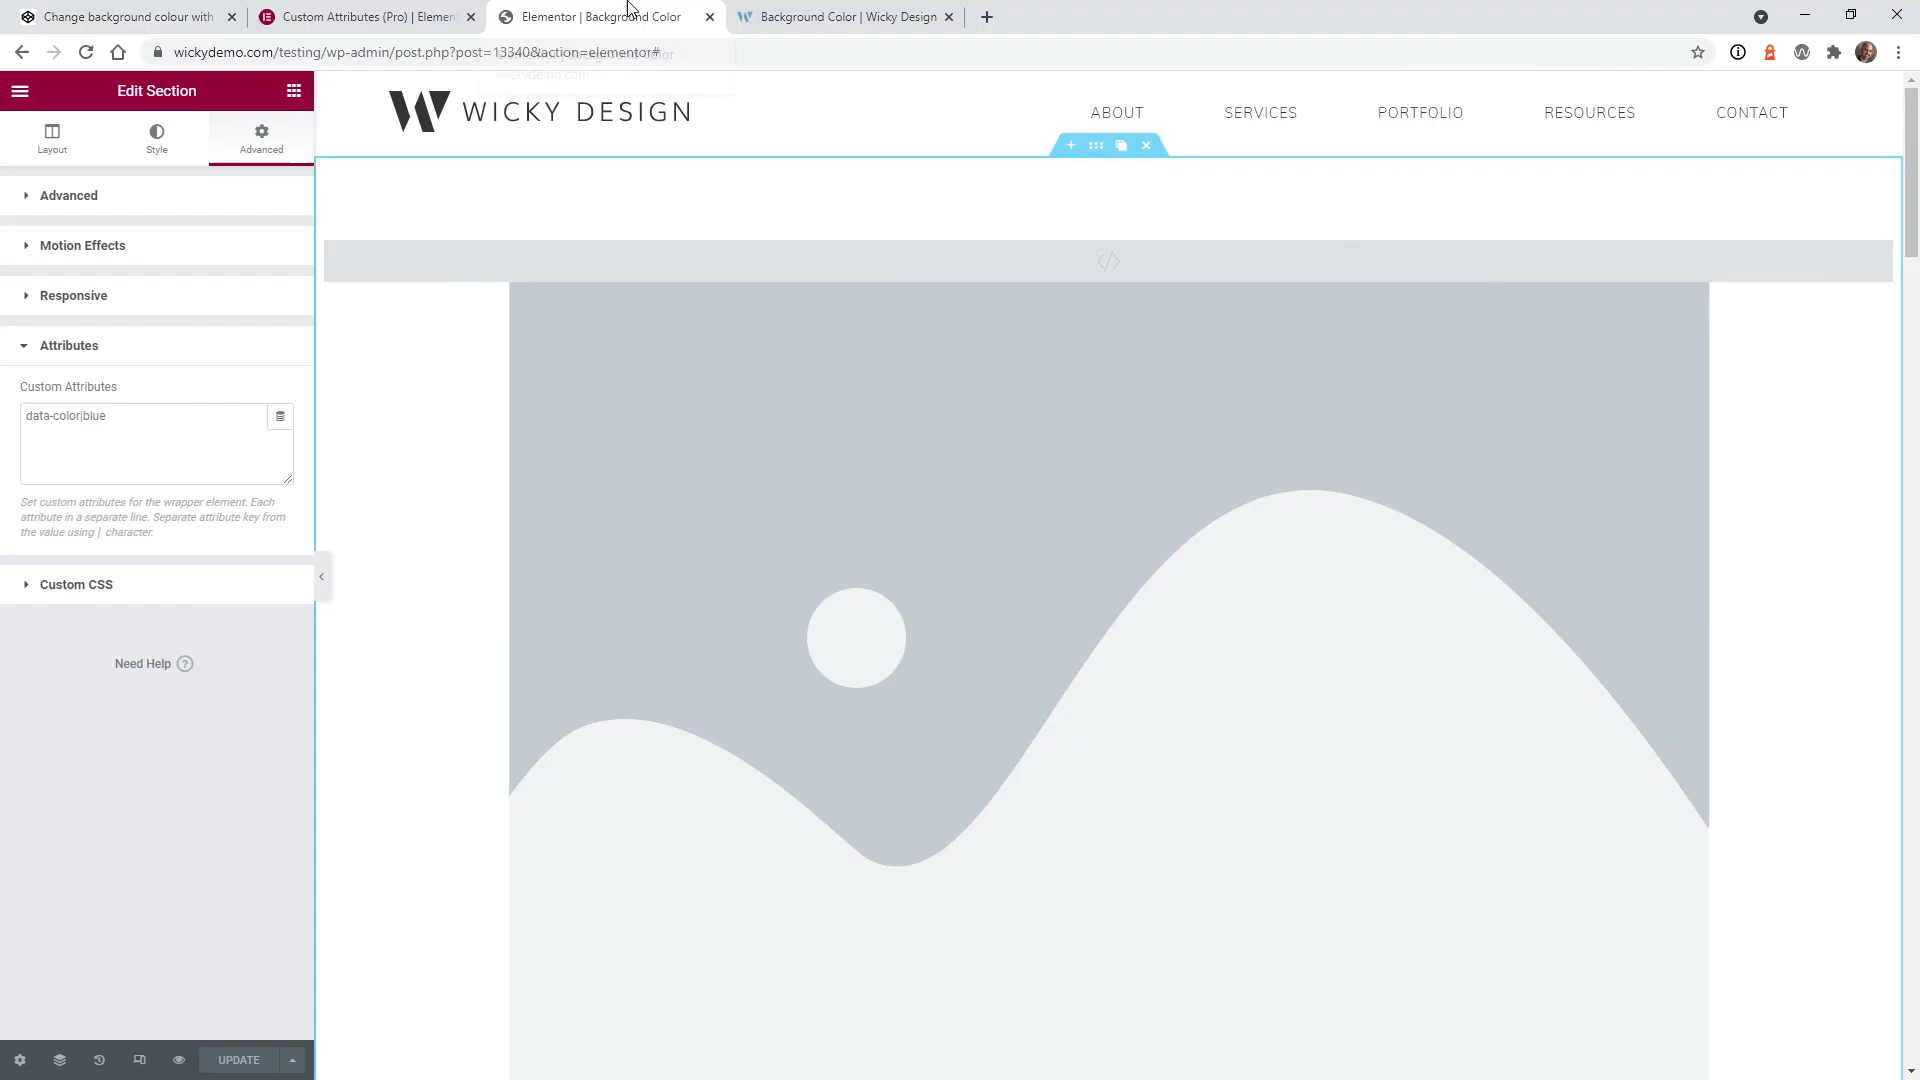 Change background colour with
Custom Attributes (Pro) | Elemen
Elementor | Background Color
Background Color | Wicky Design
wickydemo.com/testing/wp-admin/post.php?post=13340&action=elementor#
wickydemo.com
Edit Section
WICKY DESIGN
ABOUT
SERVICES
PORTFOLIO
RESOURCES
CONTACT
Layout
Style
Advanced
Advanced
Motion Effects
Responsive
Attributes
Custom Attributes
data-color|blue
Set custom attributes for the wrapper element. Each
attribute in a separate line. Separate attribute key from
the value using | character.
Custom CSS
Need Help ?
UPDATE